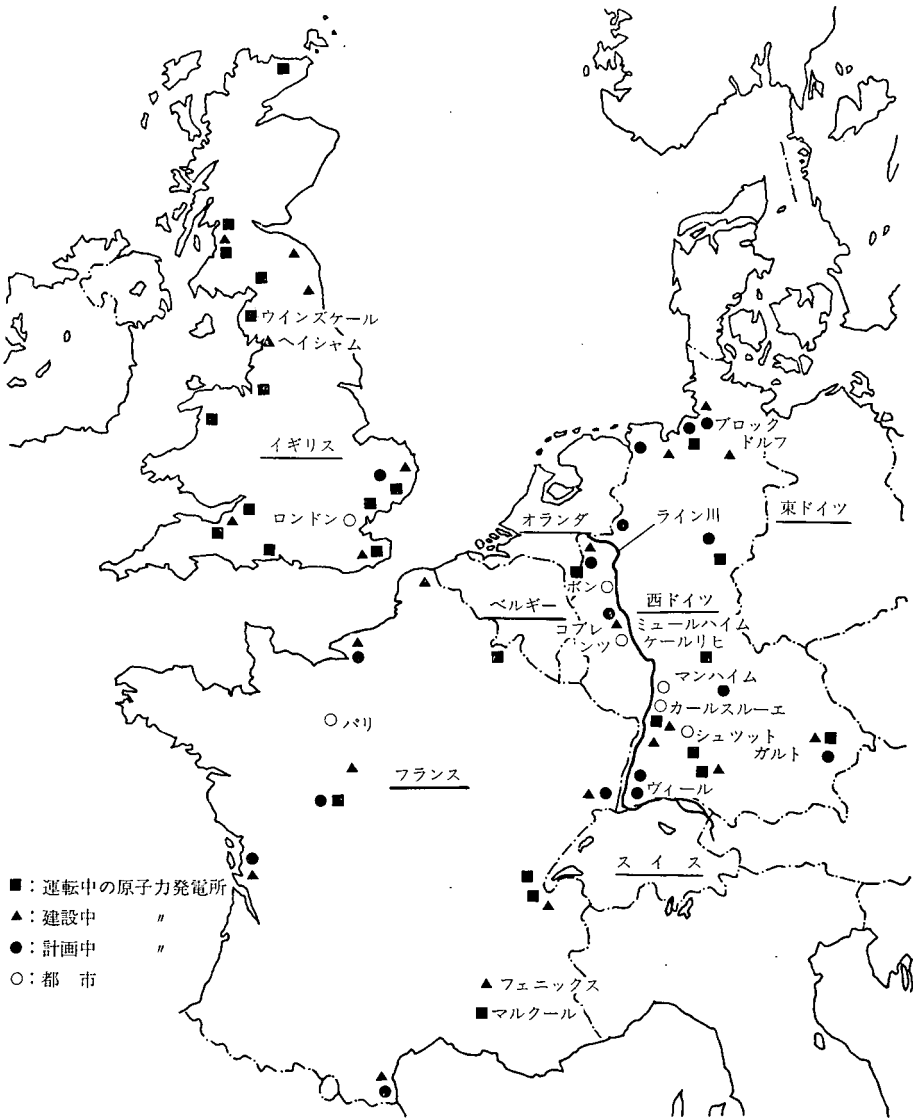 ウインズケール
ヘイシャム
イギリス
ロンドン
ブロック
ドルフ
オランダ
ライン川
東ドイツ
ボン
ベルギー
西ドイツ
コブレ
ンツ
ミュールハイム
ケールリヒ
マンハイム
カールスルーエ
シュツット
ガルト
パリ
フランス
ヴィール
スイス
■：運転中の原子力発電所
▲：建設中 〃
●：計画中 〃
○：都市
フェニックス
マルクール